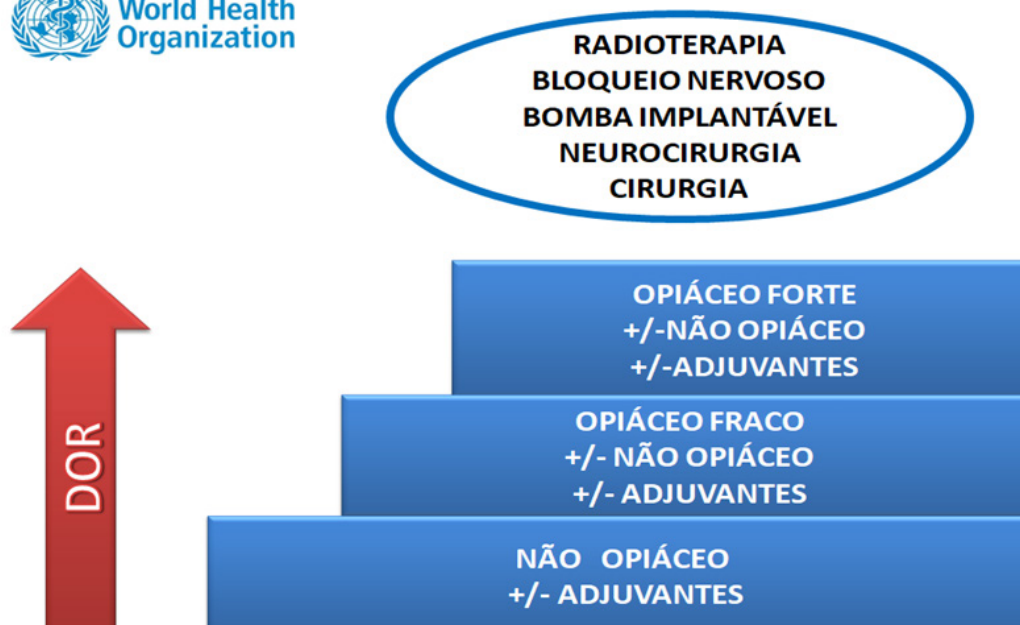 World Health
Organization
RADIOTERAPIA
BLOQUEIO NERVOSO
BOMBA IMPLANTÁVEL
NEUROCIRURGIA
CIRURGIA
OPIÁCEO FORTE
+/-NÃO OPIÁCEO
+/-ADJUVANTES
OPIÁCEO FRACO
+/- NÃO OPIÁCEO
+/- ADJUVANTES
DOR
NÃO OPIÁCEO
+/- ADJUVANTES